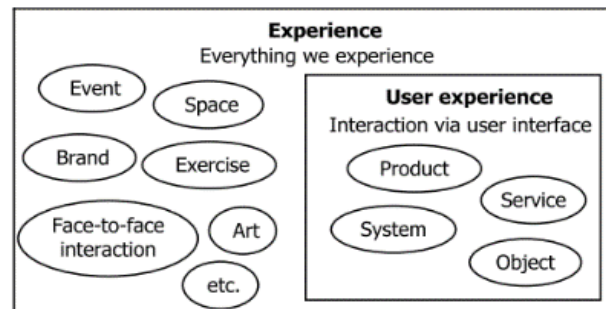 Experience
Everything we experience
Event
Space
Brand
Exercise
Face-to-face
interaction
Art
etc.
User experience
Interaction via user interface
Product
Service
System
Object